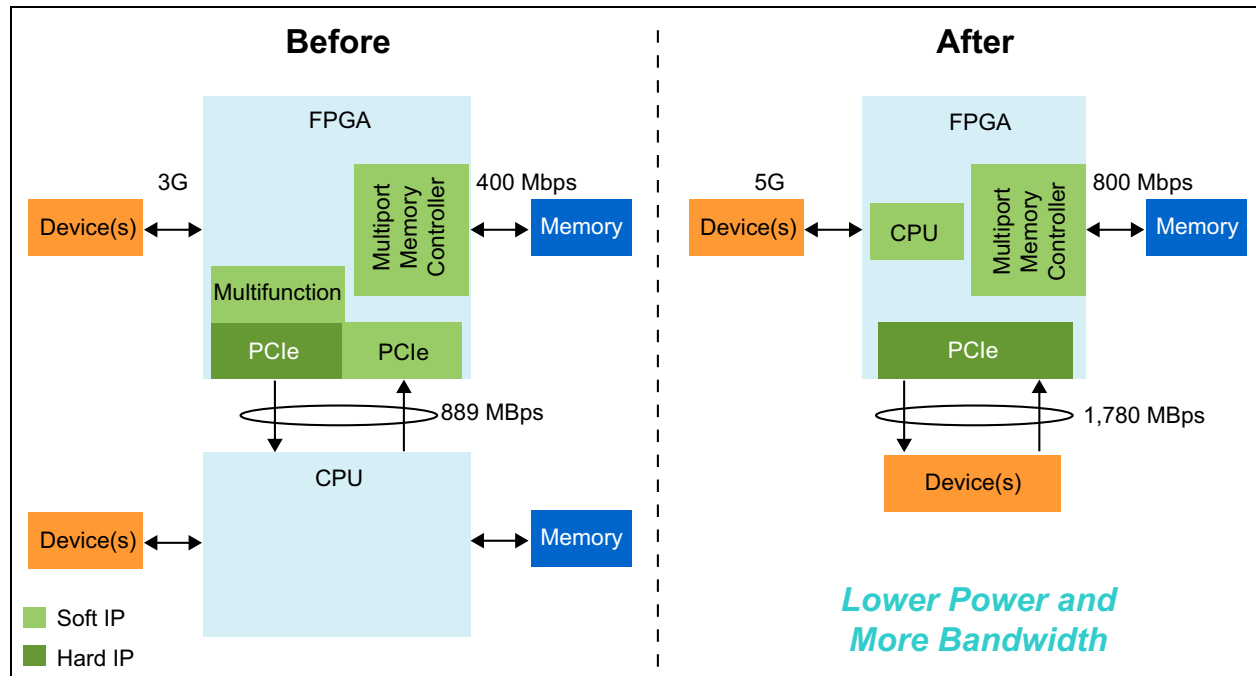 Before
FPGA
3G
Device(s)
Multiport
Memory
Controller
400 Mbps
Memory
Multifunction
PCIe
PCIe
889 MBps
CPU
Device(s)
Memory
Soft IP
Hard IP
After
FPGA
5G
Device(s)
CPU
Multiport
Memory
Controller
800 Mbps
Memory
PCIe
1,780 MBps
Device(s)
Lower Power and
More Bandwidth